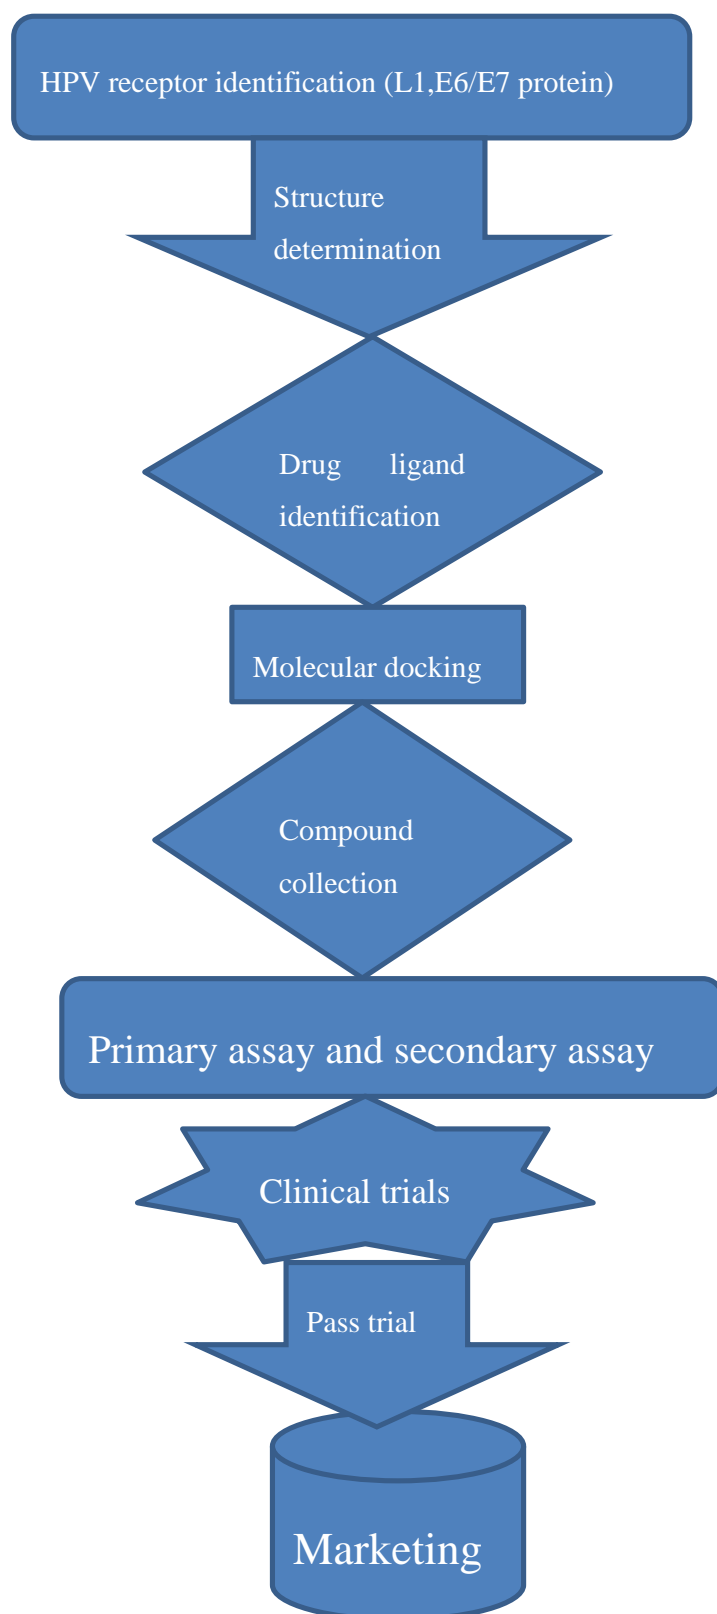 HPV receptor identification (L1,E6/E7 protein)
Structure
determination
Drug ligand
identification
Molecular docking
Compound
collection
Primary assay and secondary assay
Clinical trials
Pass trial
Marketing